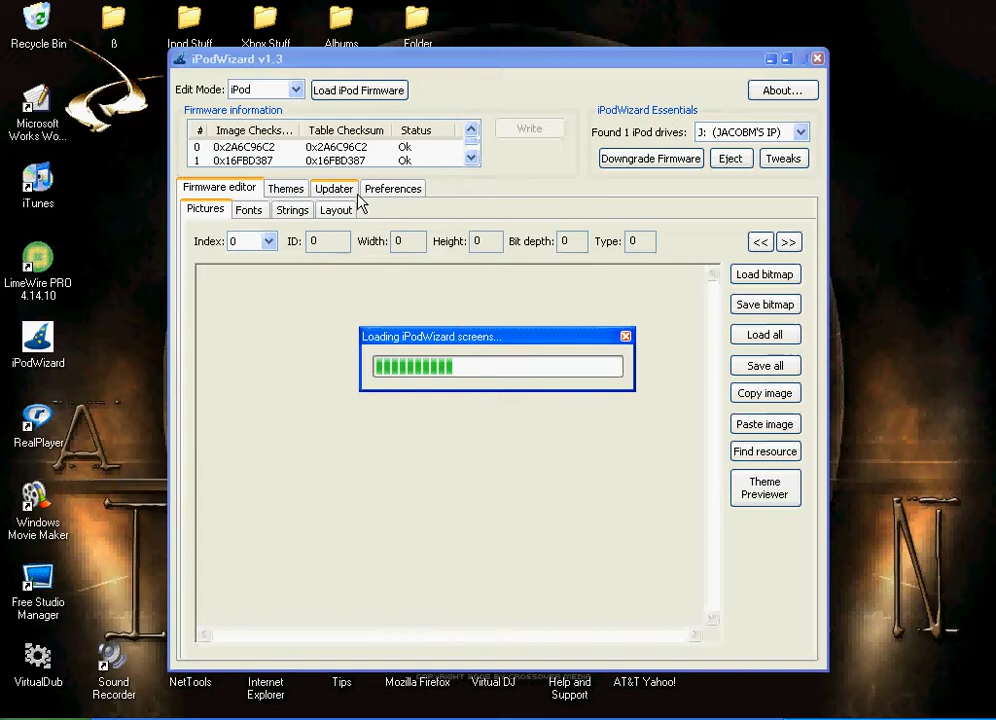 Recycle Bin
ß
Ipod Stuff
Xbox Stuff
Albums
Folder
Microsoft
Works Wo...
iTunes
LimeWire PRO
4.14.10
iPodWizard
RealPlayer
Windows
Movie Maker
Free Studio
Manager
VirtualDub
Sound
Recorder
NetTools
Internet
Explorer
Tips
Mozilla Firefox
Virtual DJ
Help and
Support
AT&T Yahoo!
iPodWizard v1.3
Edit Mode: iPod Load iPod Firmware About...
Firmware information
# Image Checks... Table Checksum Status
0 0x2A6C96C2 0x2A6C96C2 Ok
1 0x16FBD387 0x16FBD387 Ok
Write
iPodWizard Essentials
Found 1 iPod drives: J: (JACOBM'S IP)
Downgrade Firmware Eject Tweaks
Firmware editor Themes Updater Preferences
Pictures Fonts Strings Layout
Index: 0 ID: 0 Width: 0 Height: 0 Bit depth: 0 Type: 0 << >>
Load bitmap
Save bitmap
Load all
Save all
Copy image
Paste image
Find resource
Theme
Previewer
Loading iPodWizard screens...
A
I
N